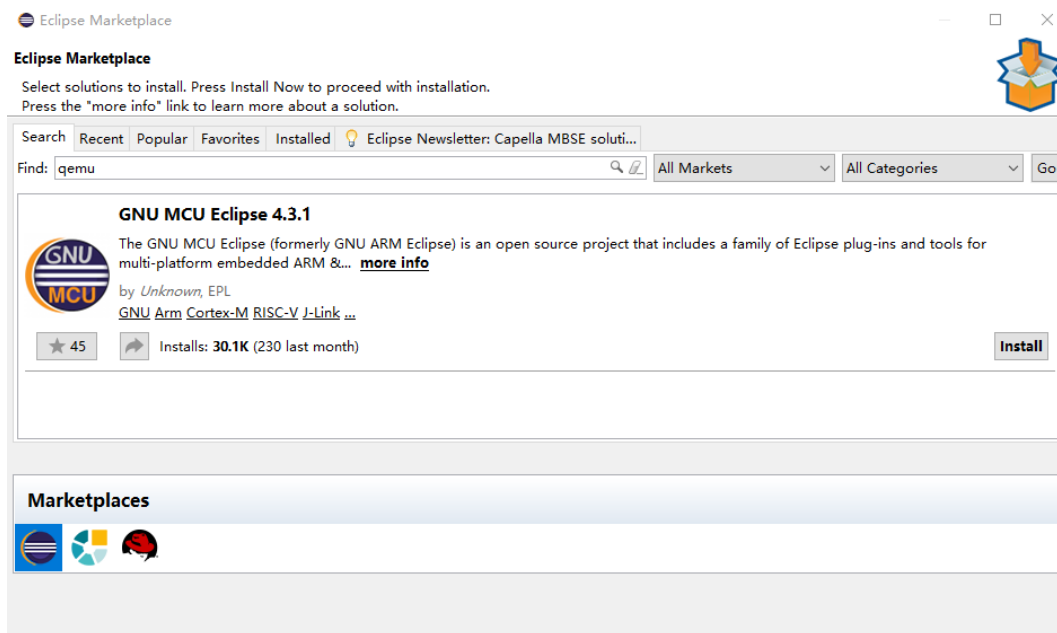 Eclipse Marketplace
Eclipse Marketplace
Select solutions to install. Press Install Now to proceed with installation.
Press the "more info" link to learn more about a solution.
Search Recent Popular Favorites Installed Eclipse Newsletter: Capella MBSE soluti...
Find: qemu All Markets All Categories Go
GNU MCU Eclipse 4.3.1
The GNU MCU Eclipse (formerly GNU ARM Eclipse) is an open source project that includes a family of Eclipse plug-ins and tools for
multi-platform embedded ARM &... more info
GNU
MCU
by Unknown, EPL
GNU Arm Cortex-M RISC-V J-Link ...
45 Installs: 30.1K (230 last month) Install
Marketplaces